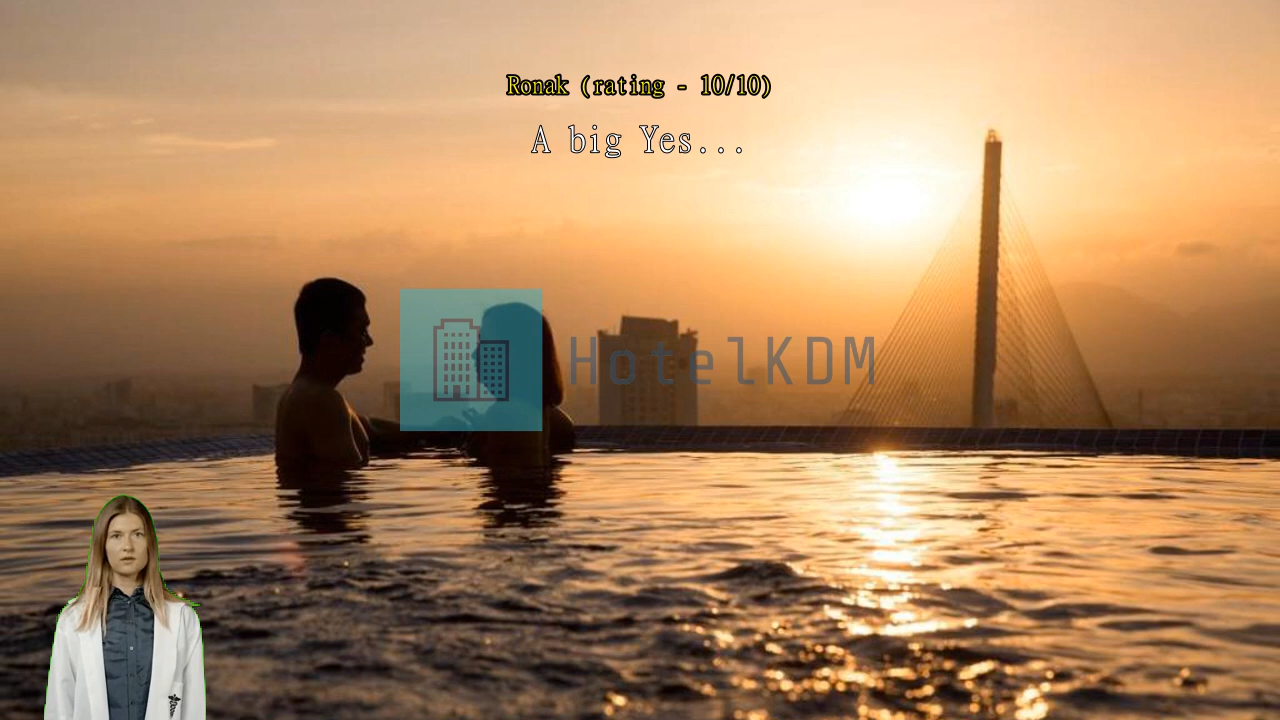 Ronak (rating - 10/10)
A big Yes...
HotelKDM